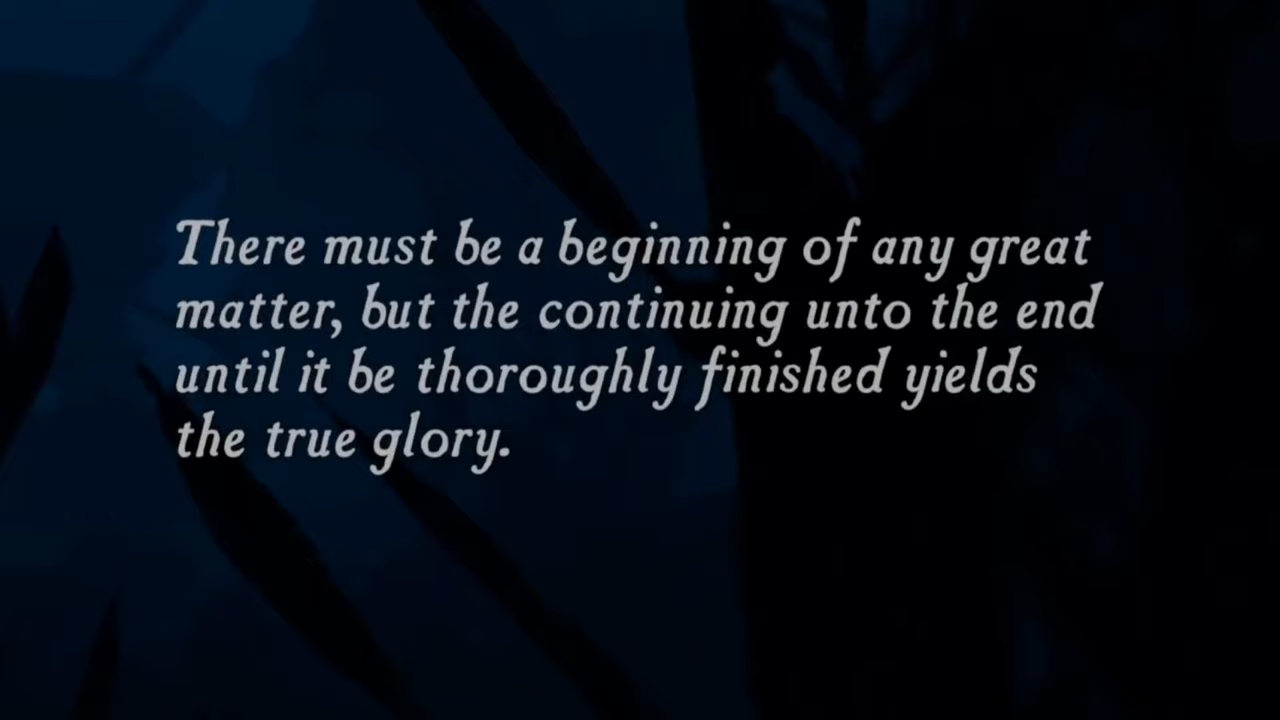 There must be a beginning of any great
matter, but the continuing unto the end
until it be thoroughly finished yields
the true glory.